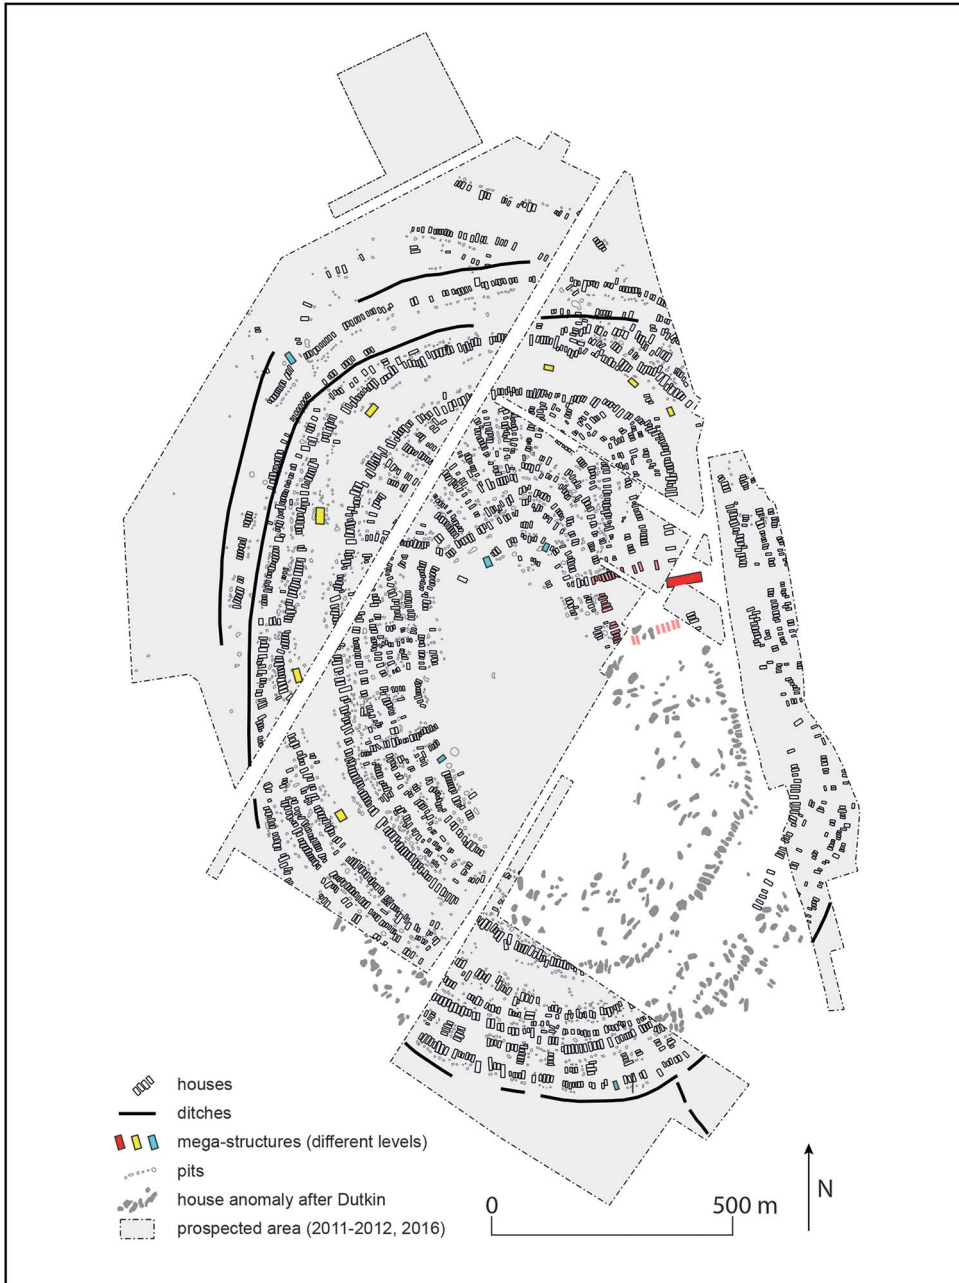 houses
ditches
mega-structures (different levels)
pits
house anomaly after Dutkin
prospected area (2011-2012, 2016)
0 500 m
N